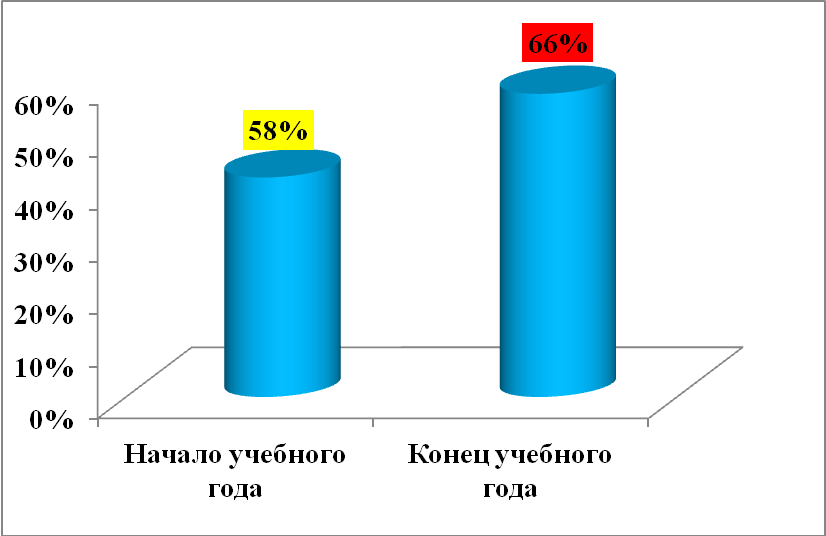 66%
58%
60%
50%
40%
30%
20%
10%
0%
Начало учебного
года
Конец учебного
года